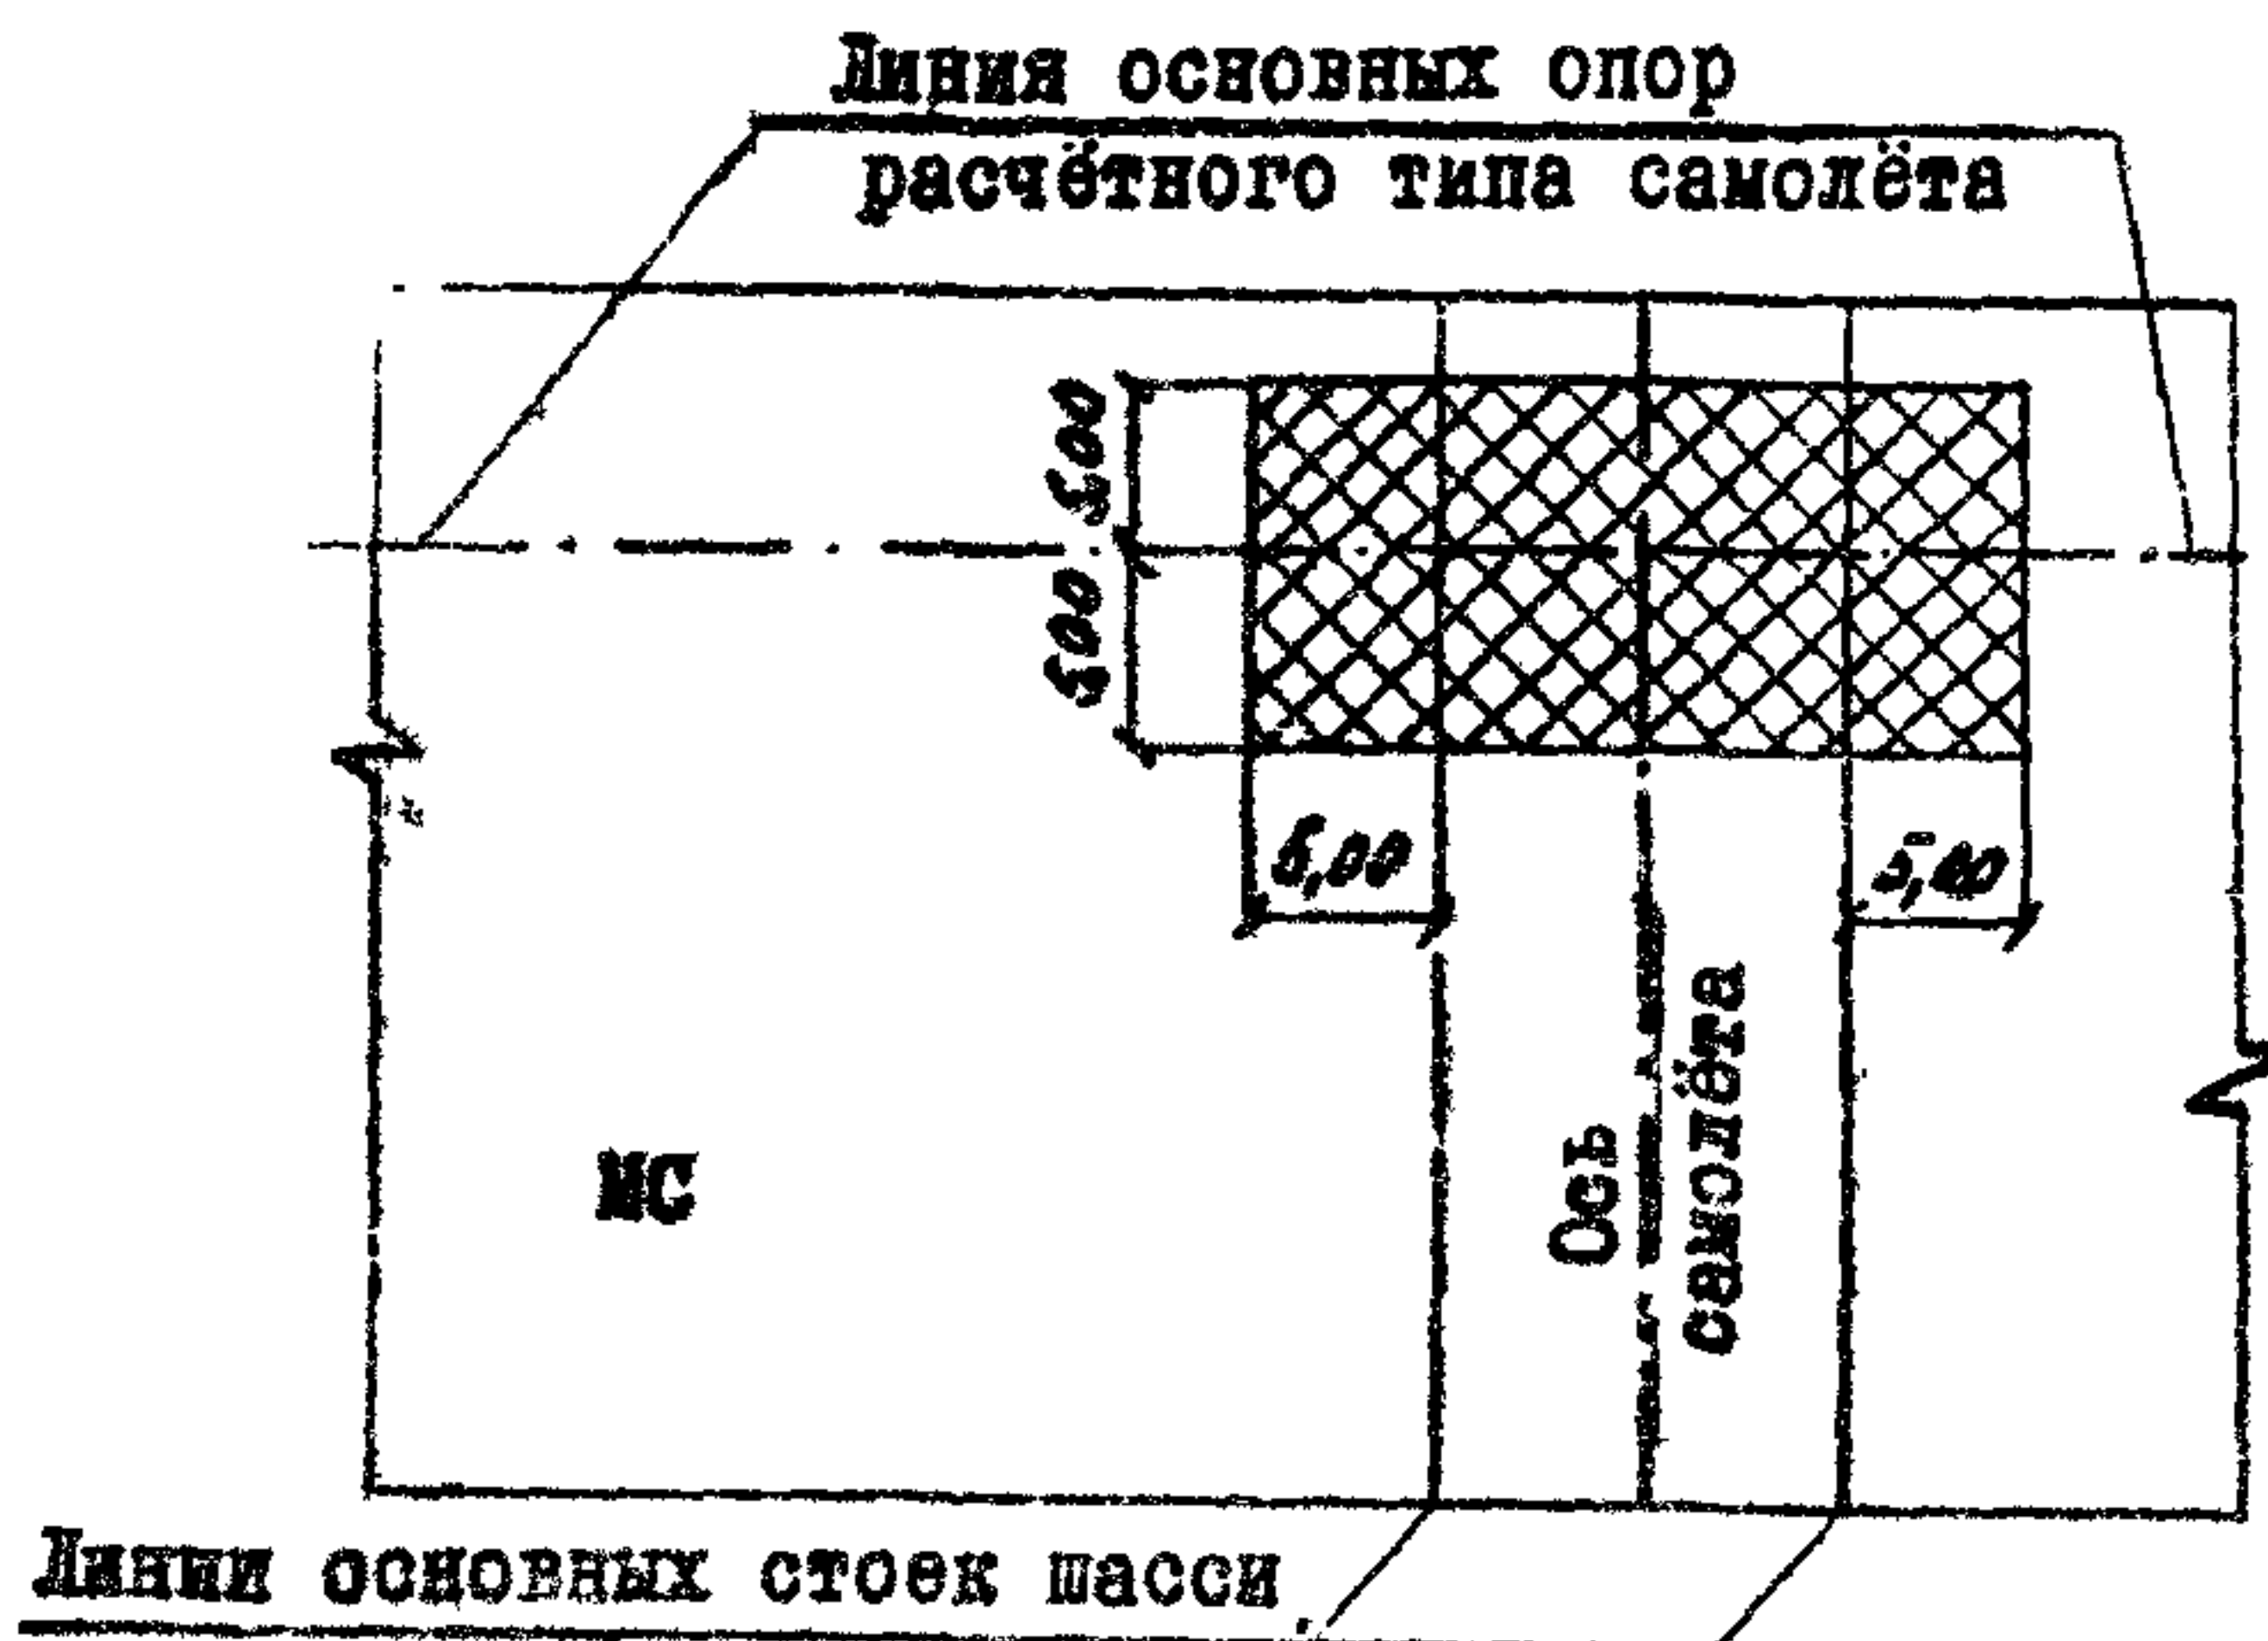 Линия основных опор
расчётного типа самолёта
5,00
5,00
5,00
5,00
МС
Ось
самолёта
Линии основных стоек шасси